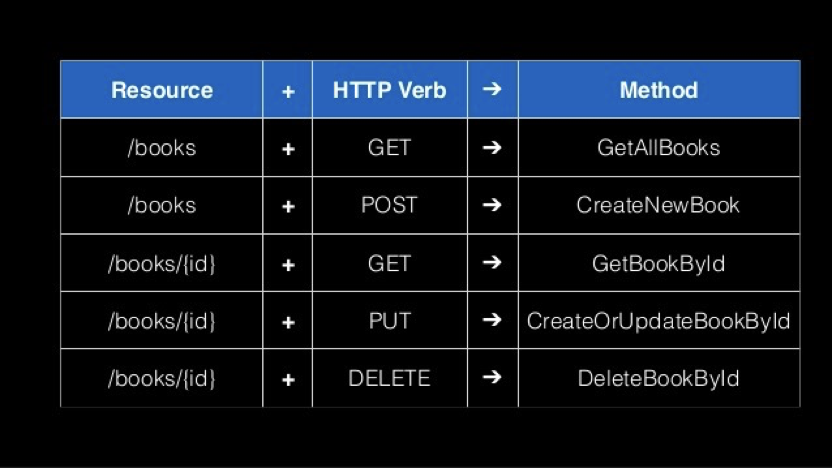 Resource + HTTP Verb ➔ Method
/books + GET ➔ GetAllBooks
/books + POST ➔ CreateNewBook
/books/{id} + GET ➔ GetBookById
/books/{id} + PUT ➔ CreateOrUpdateBookById
/books/{id} + DELETE ➔ DeleteBookById